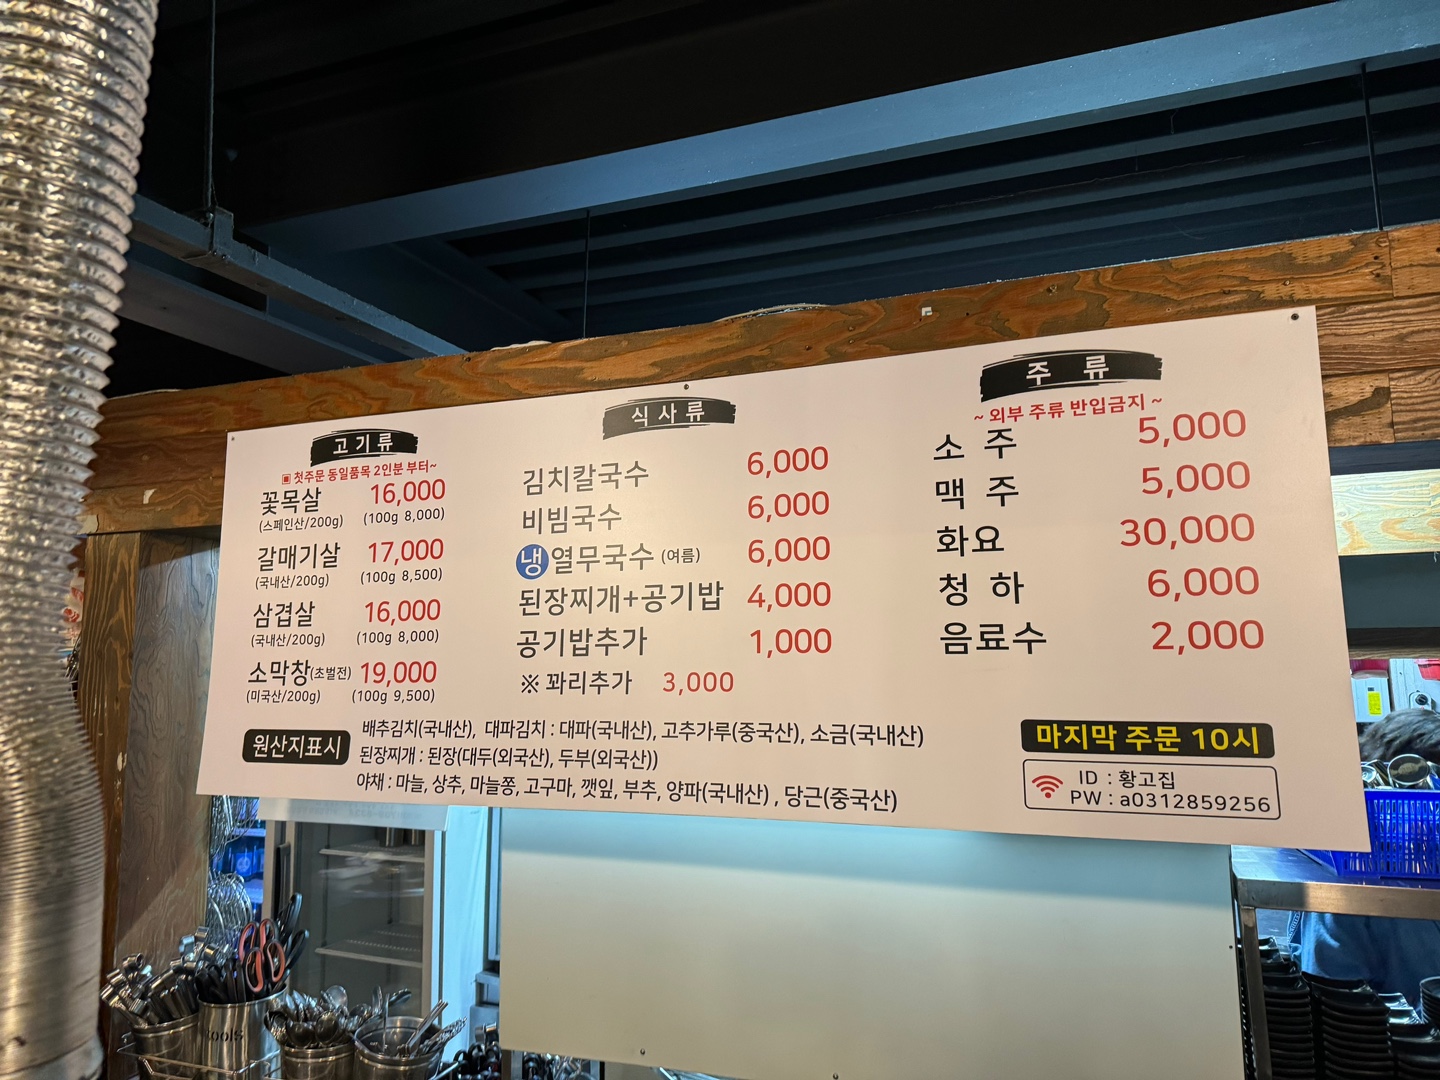 고기류
▣ 첫주문 동일품목 2인분 부터~
꽃목살 16,000
(스페인산/200g) (100g 8,000)
갈매기살 17,000
(국내산/200g) (100g 8,500)
삼겹살 16,000
(국내산/200g) (100g 8,000)
소막창(초벌전) 19,000
(미국산/200g) (100g 9,500)
식사류
김치칼국수 6,000
비빔국수 6,000
냉 열무국수 (여름) 6,000
된장찌개+공기밥 4,000
공기밥추가 1,000
※ 꽈리추가 3,000
주 류
~ 외부 주류 반입금지 ~
소 주 5,000
맥 주 5,000
화요 30,000
청 하 6,000
음료수 2,000
원산지표시
배추김치(국내산), 대파김치 : 대파(국내산), 고추가루(중국산), 소금(국내산)
된장찌개 : 된장(대두(외국산), 두부(외국산))
야채 : 마늘, 상추, 마늘쫑, 고구마, 깻잎, 부추, 양파(국내산) , 당근(중국산)
마지막 주문 10시
ID : 황고집
PW : a0312859256
tools